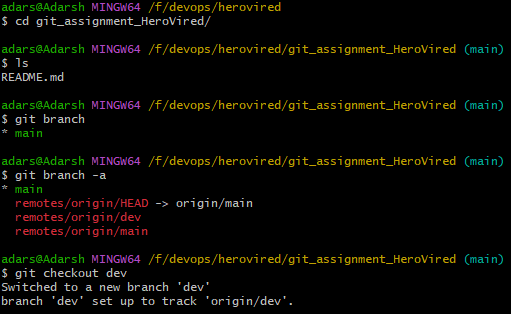 adars@Adarsh MINGW64 /f/devops/herovired
$ cd git_assignment_HeroVired/
adars@Adarsh MINGW64 /f/devops/herovired/git_assignment_HeroVired (main)
$ ls
README.md
adars@Adarsh MINGW64 /f/devops/herovired/git_assignment_HeroVired (main)
$ git branch
* main
adars@Adarsh MINGW64 /f/devops/herovired/git_assignment_HeroVired (main)
$ git branch -a
* main
remotes/origin/HEAD -> origin/main
remotes/origin/dev
remotes/origin/main
adars@Adarsh MINGW64 /f/devops/herovired/git_assignment_HeroVired (main)
$ git checkout dev
Switched to a new branch 'dev'
branch 'dev' set up to track 'origin/dev'.